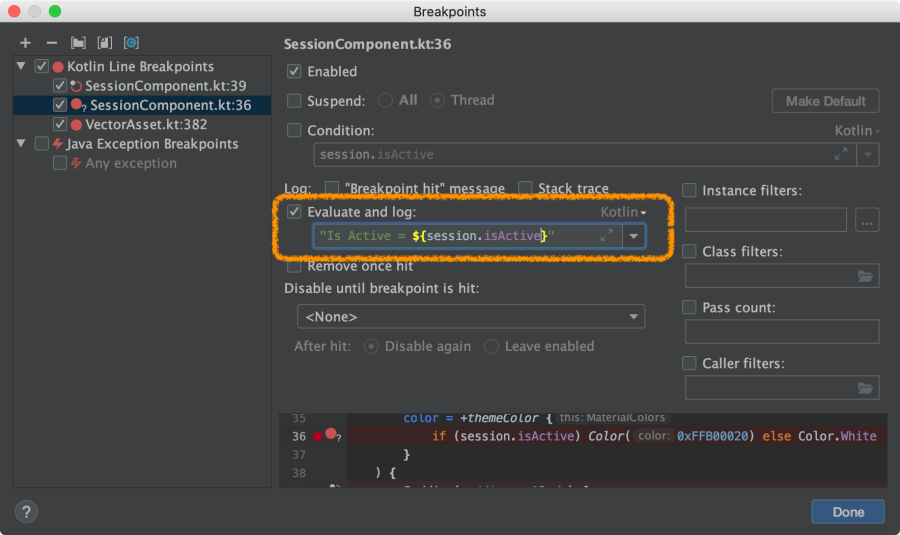 Breakpoints
Kotlin Line Breakpoints
SessionComponent.kt:39
SessionComponent.kt:36
VectorAsset.kt:382
Java Exception Breakpoints
Any exception
SessionComponent.kt:36
Enabled
Suspend: All Thread
Make Default
Condition: Kotlin
session.isActive
Log: "Breakpoint hit" message Stack trace
Evaluate and log: Kotlin
"Is Active = ${session.isActive}"
Remove once hit
Disable until breakpoint is hit:
<None>
After hit: Disable again Leave enabled
Instance filters:
...
Class filters:
Pass count:
Caller filters:
35 color = +themeColor { this: MaterialColors
36 ? if (session.isActive) Color( color: 0xFFB00020) else Color.White
37 }
38 ) {
? Done